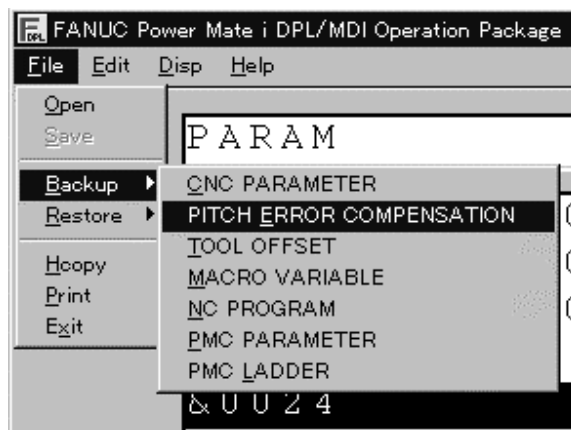 FANUC Power Mate i DPL/MDI Operation Package
File Edit Disp Help
Open
Save
PARAM
Backup
Restore
Hcopy
Print
Exit
CNC PARAMETER
PITCH ERROR COMPENSATION
TOOL OFFSET
MACRO VARIABLE
NC PROGRAM
PMC PARAMETER
PMC LADDER
&0024